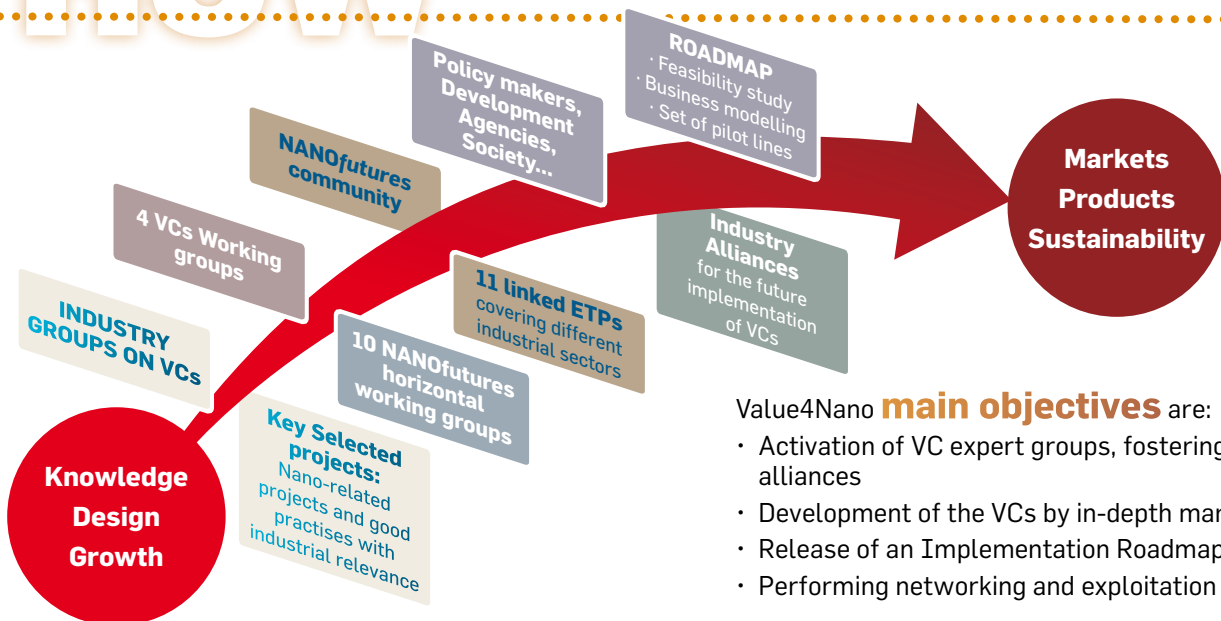 how
ROADMAP
· Feasibility study
· Business modelling
· Set of pilot lines
Policy makers,
Development
Agencies,
Society...
NANOfutures
community
4 VCs Working
groups
INDUSTRY
GROUPS ON VCs
Markets
Products
Sustainability
Industry
Alliances
for the future
implementation
of VCs
11 linked ETPs
covering different
industrial sectors
10 NANOfutures
horizontal
working groups
Key Selected
projects:
Nano-related
projects and good
practises with
industrial relevance
Knowledge
Design
Growth
Value4Nano main objectives are:
· Activation of VC expert groups, fostering
alliances
· Development of the VCs by in-depth mar
· Release of an Implementation Roadmap
· Performing networking and exploitation